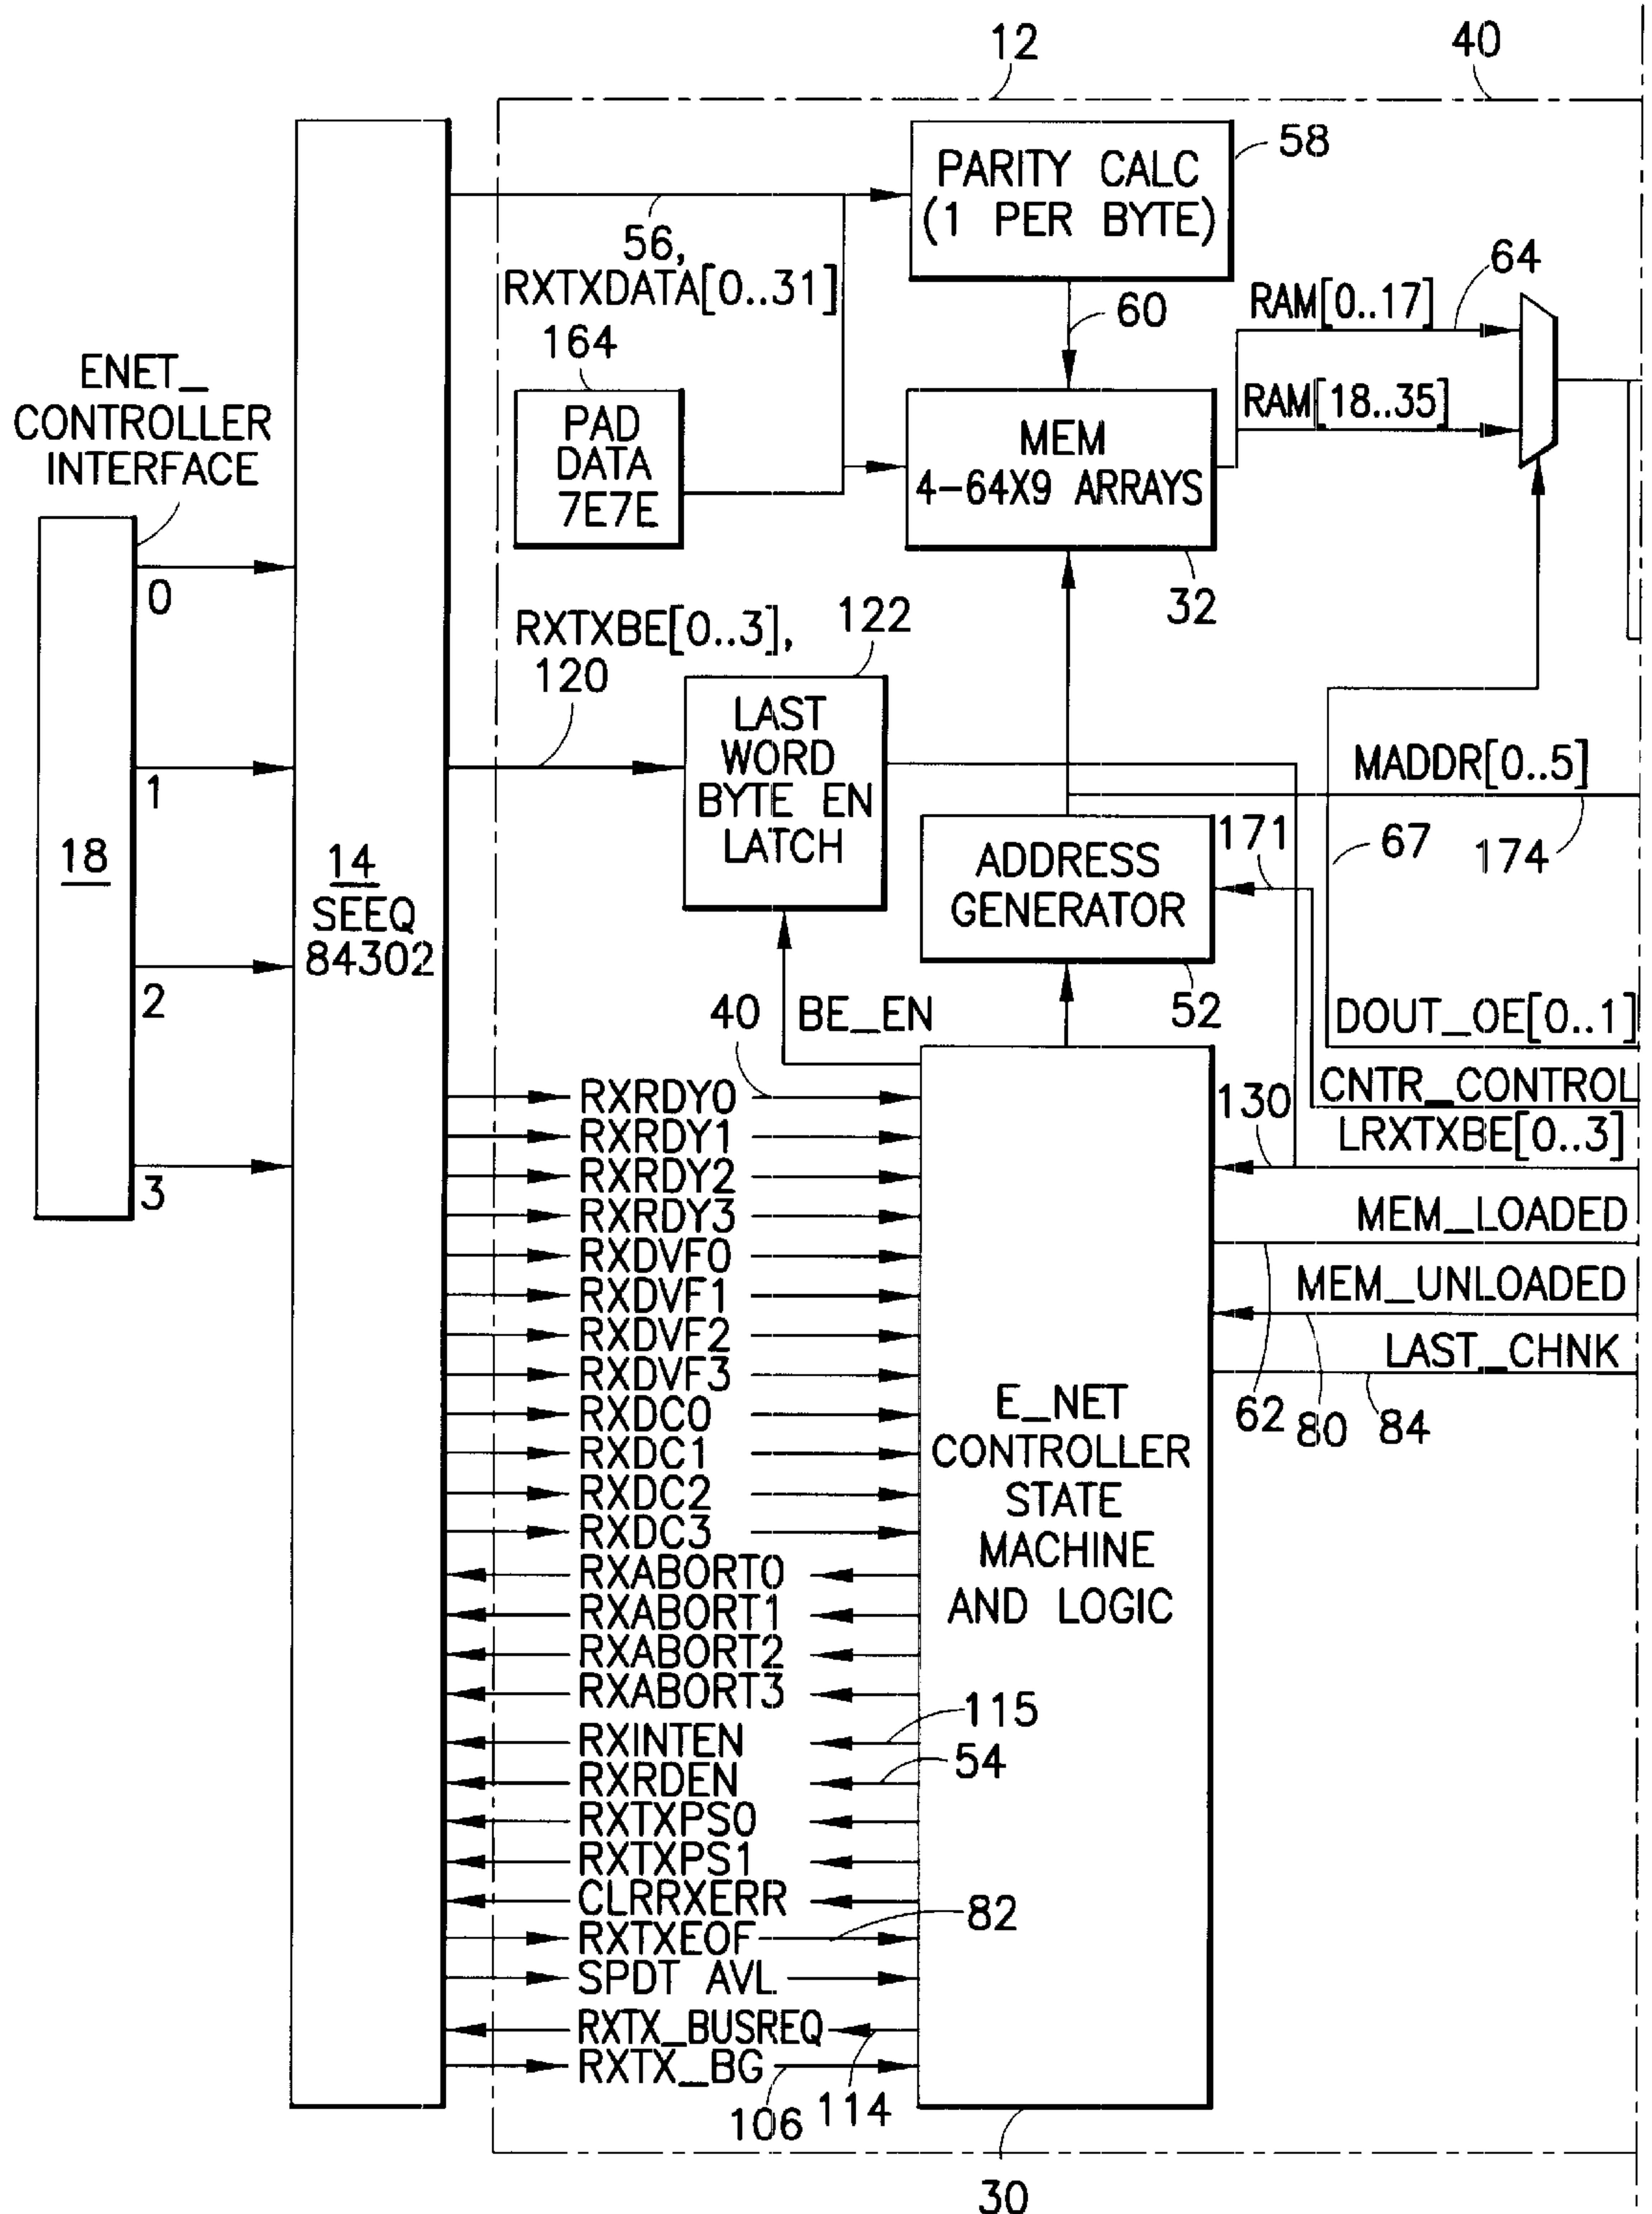 12
40
PARITY CALC
(1 PER BYTE)
58
56,
RXTXDATA[0..31]
60
RAM[0..17]
64
164
PAD
DATA
7E7E
MEM
4-64X9 ARRAYS
32
RAM[18..35]
ENET_
CONTROLLER
INTERFACE
0
1
2
3
18
14
SEEQ
84302
RXTXBE[0..3],
120
122
LAST
WORD
BYTE EN
LATCH
MADDR[0..5]
67
174
171
ADDRESS
GENERATOR
52
40
BE_EN
DOUT_OE[0..1]
CNTR_CONTROL
130
LRXTXBE[0..3]
MEM_LOADED
MEM_UNLOADED
LAST_CHNK
62
80
84
RXRDY0
RXRDY1
RXRDY2
RXRDY3
RXDVF0
RXDVF1
RXDVF2
RXDVF3
RXDC0
RXDC1
RXDC2
RXDC3
RXABORT0
RXABORT1
RXABORT2
RXABORT3
RXINTEN
115
RXRDEN
54
RXTXPS0
RXTXPS1
CLRRXERR
RXTXEOF
82
SPDT AVL
RXTX_BUSREQ
RXTX_BG
106
114
E_NET
CONTROLLER
STATE
MACHINE
AND LOGIC
30